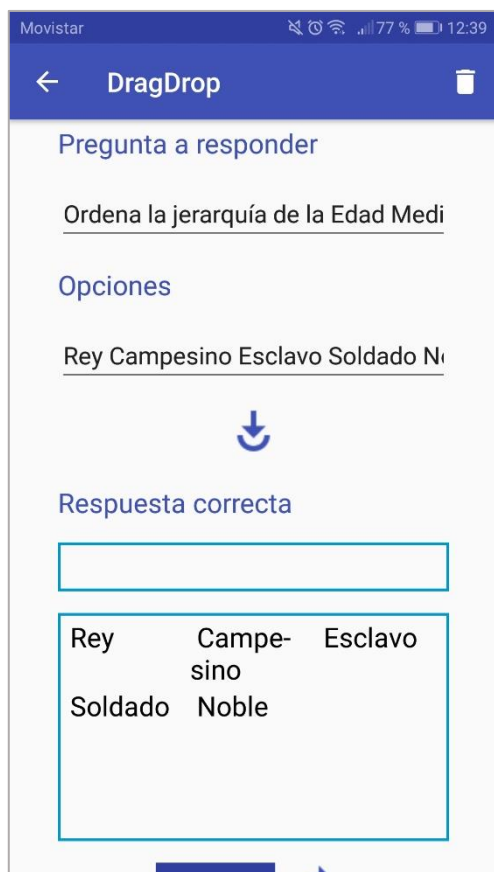 Movistar 77 % 12:39
DragDrop
Pregunta a responder
Ordena la jerarquía de la Edad Medi
Opciones
Rey Campesino Esclavo Soldado N
Respuesta correcta
Rey Campe- Esclavo
sino
Soldado Noble